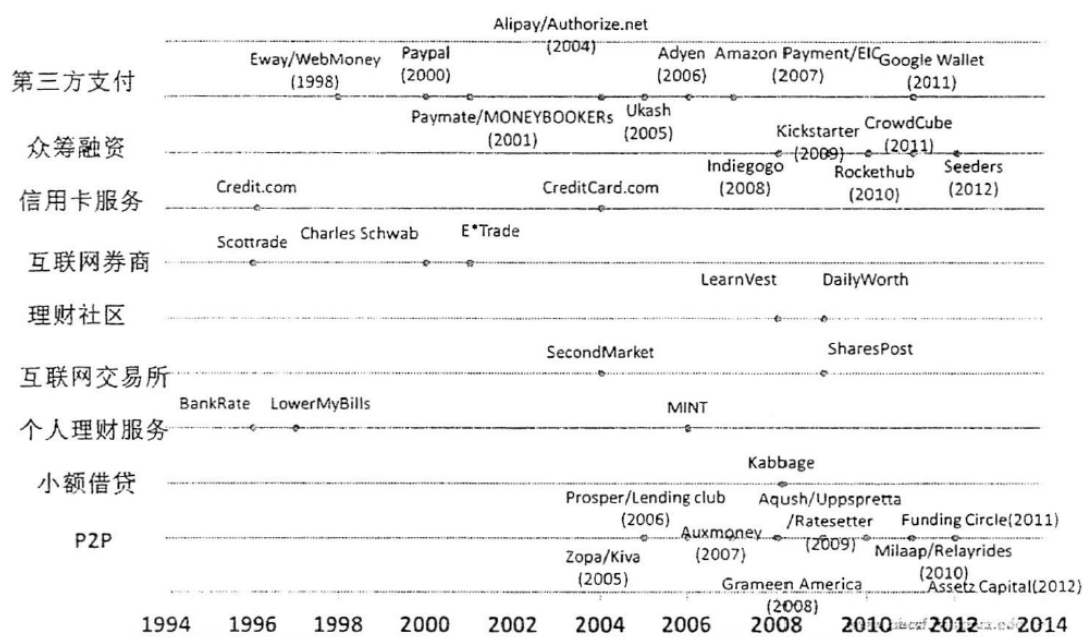 Alipay/Authorize.net
(2004)
第三方支付
Eway/WebMoney
(1998)
Paypal
(2000)
Paymate/MONEYBOOKERs
(2001)
Ukash
(2005)
Adyen
(2006)
Amazon Payment/EIC
(2007)
Google Wallet
(2011)
众筹融资
Indiegogo
(2008)
Kickstarter
(2009)
Rockethub
(2010)
CrowdCube
(2011)
Seeders
(2012)
信用卡服务
Credit.com
CreditCard.com
互联网券商
Scottrade
Charles Schwab
E*Trade
理财社区
LearnVest
DailyWorth
互联网交易所
SecondMarket
SharesPost
个人理财服务
BankRate
LowerMyBills
MINT
小额借贷
Kabbage
P2P
Zopa/Kiva
(2005)
Prosper/Lending club
(2006)
Auxmoney
(2007)
Grameen America
(2008)
Aqush/Uppspretta
/Ratesetter
(2009)
Milaap/Relayrides
(2010)
Funding Circle(2011)
Assetz Capital(2012)
1994 1996 1998 2000 2002 2004 2006 2008 2010 2012 2014